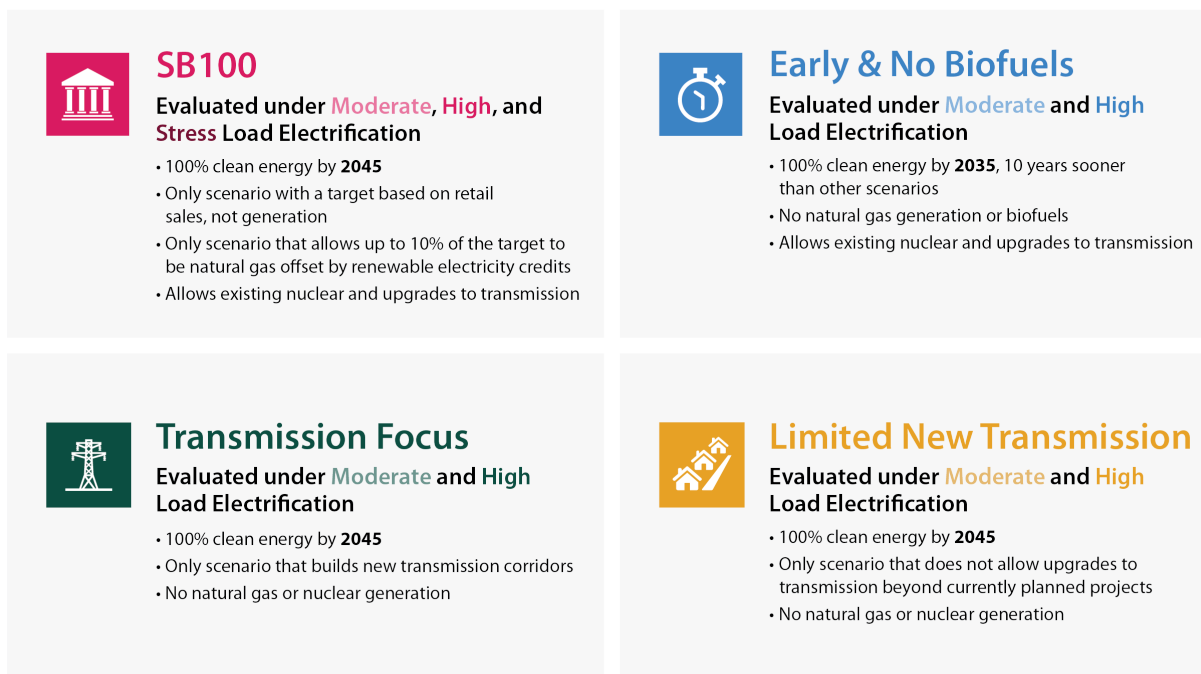 SB100
Evaluated under Moderate, High, and
Stress Load Electrification
• 100% clean energy by 2045
• Only scenario with a target based on retail
sales, not generation
• Only scenario that allows up to 10% of the target to
be natural gas offset by renewable electricity credits
• Allows existing nuclear and upgrades to transmission
Early & No Biofuels
Evaluated under Moderate and High
Load Electrification
• 100% clean energy by 2035, 10 years sooner
than other scenarios
• No natural gas generation or biofuels
• Allows existing nuclear and upgrades to transmission
Transmission Focus
Evaluated under Moderate and High
Load Electrification
• 100% clean energy by 2045
• Only scenario that builds new transmission corridors
• No natural gas or nuclear generation
Limited New Transmission
Evaluated under Moderate and High
Load Electrification
• 100% clean energy by 2045
• Only scenario that does not allow upgrades to
transmission beyond currently planned projects
• No natural gas or nuclear generation